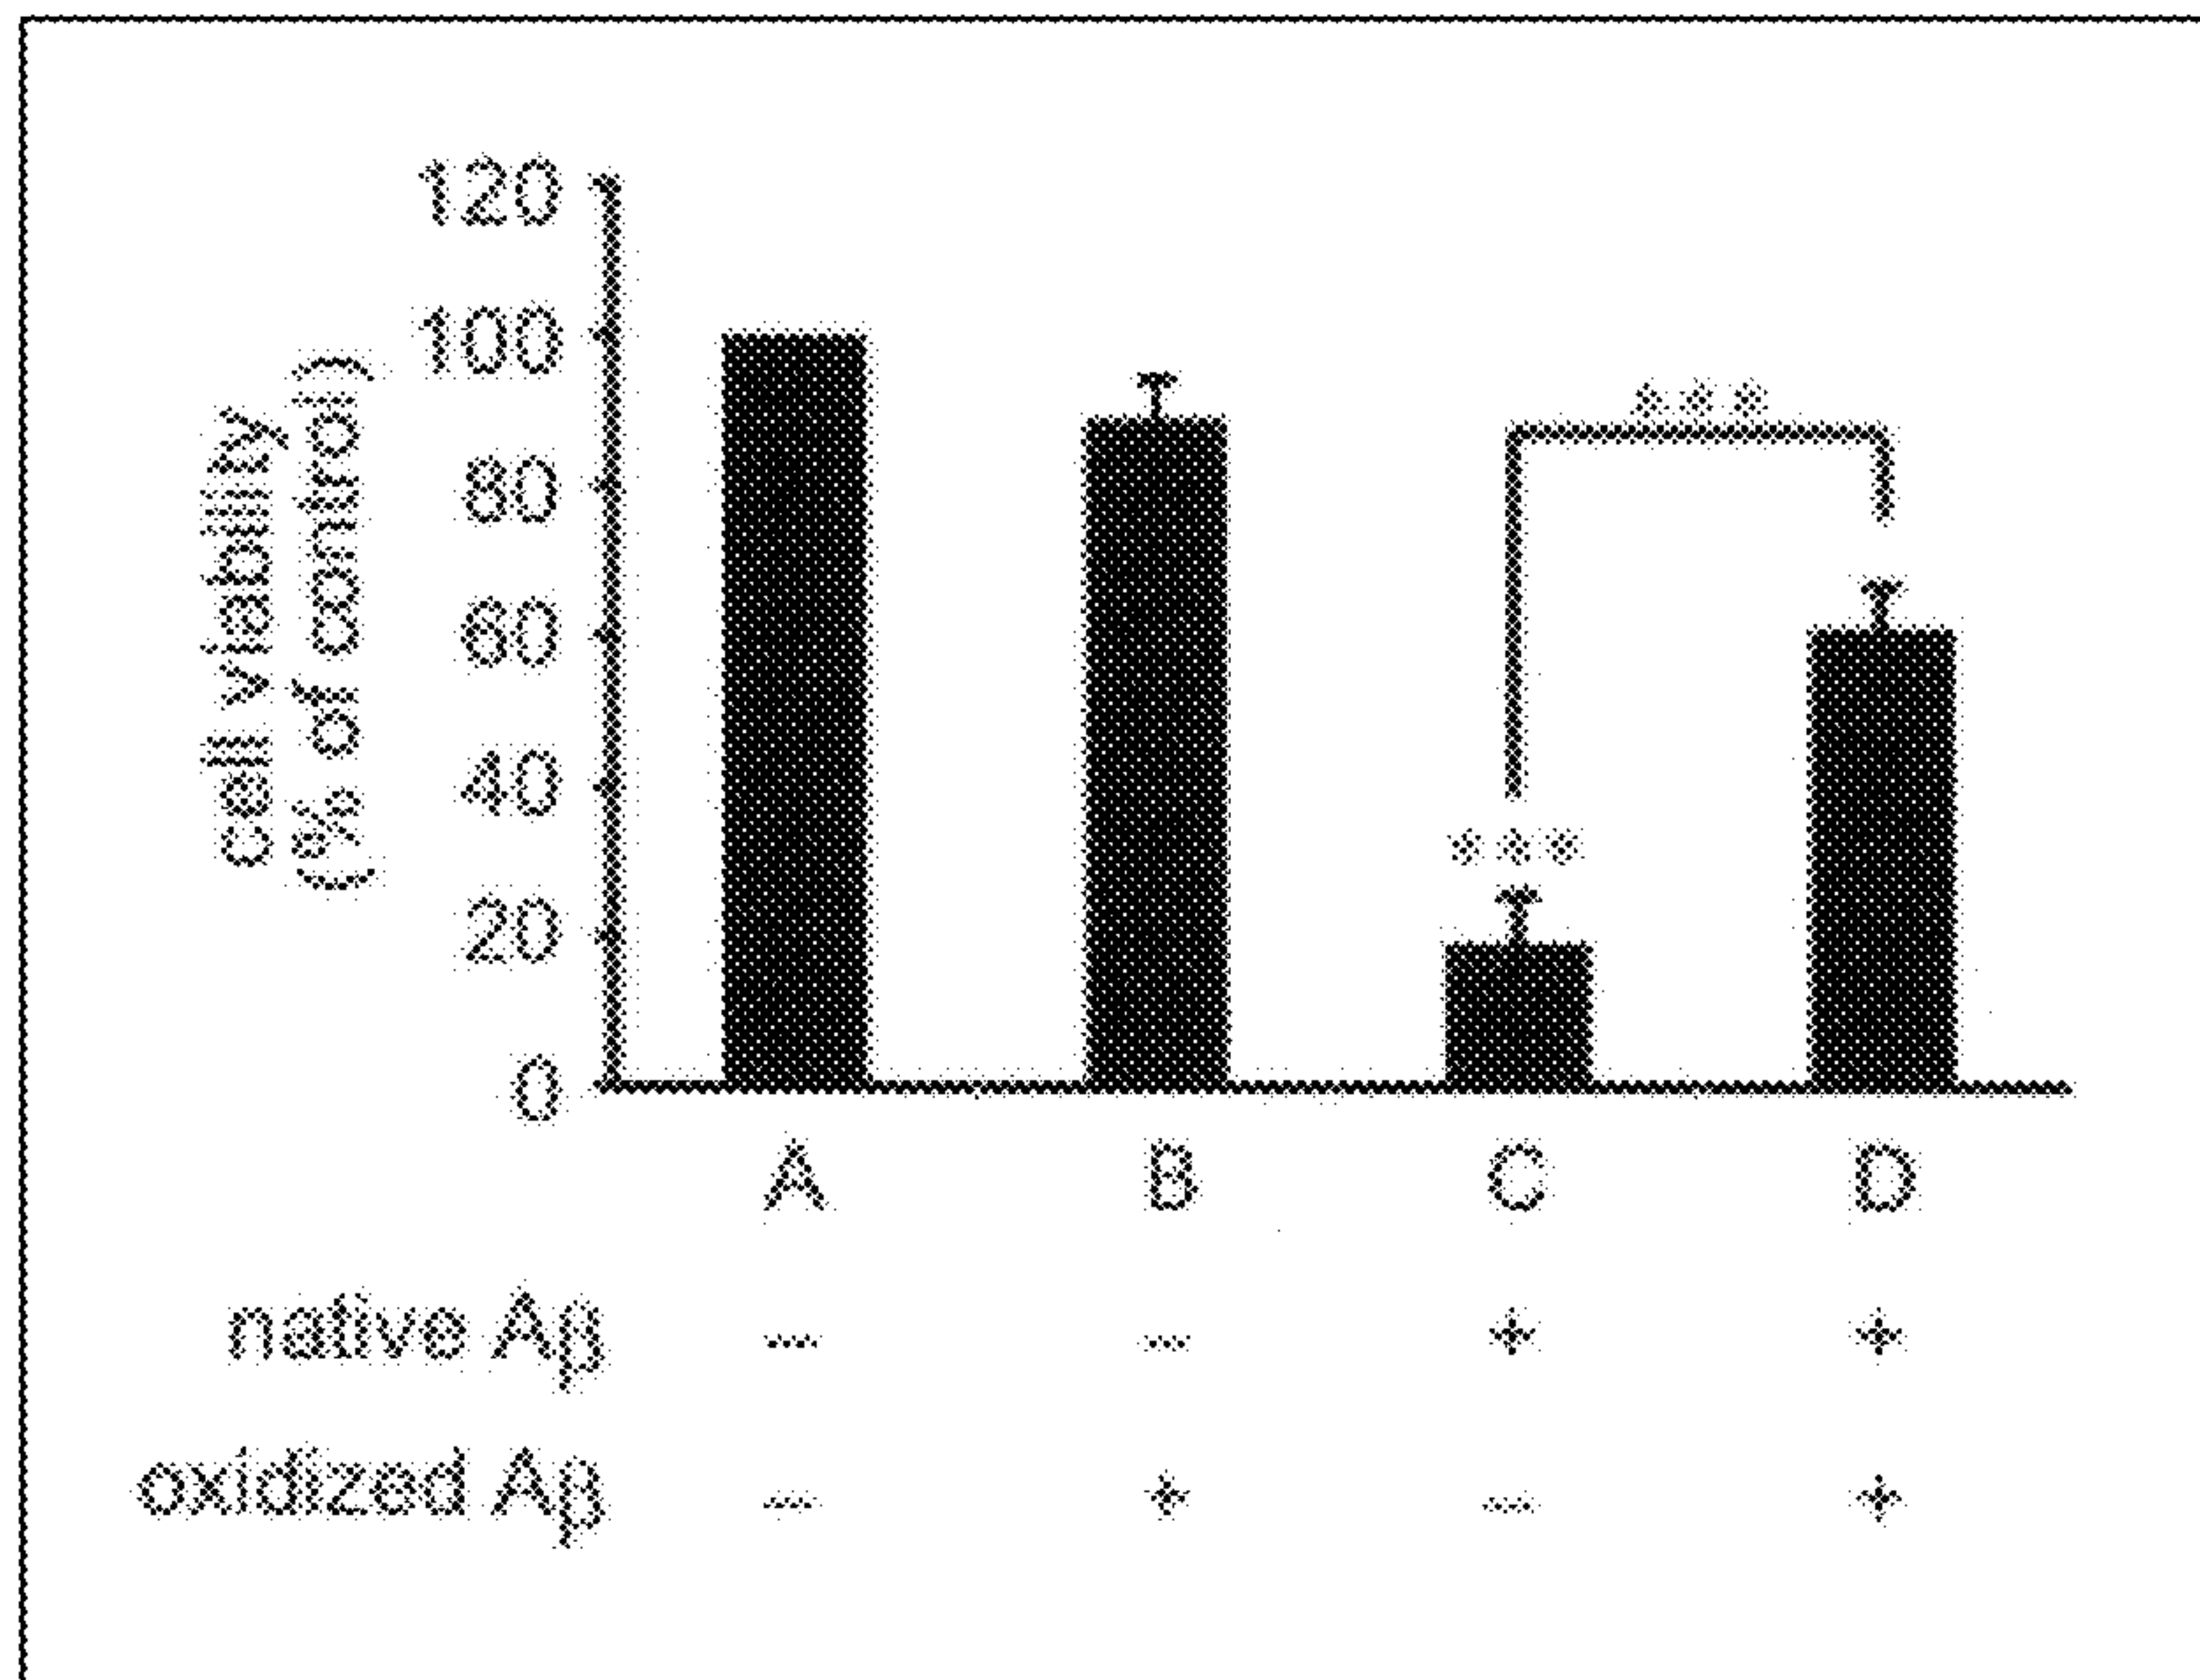 cell viability
(% of control)
120
100
80
60
40
20
0
***
***
A B C D
native Aβ – – + +
oxidized Aβ – + – +